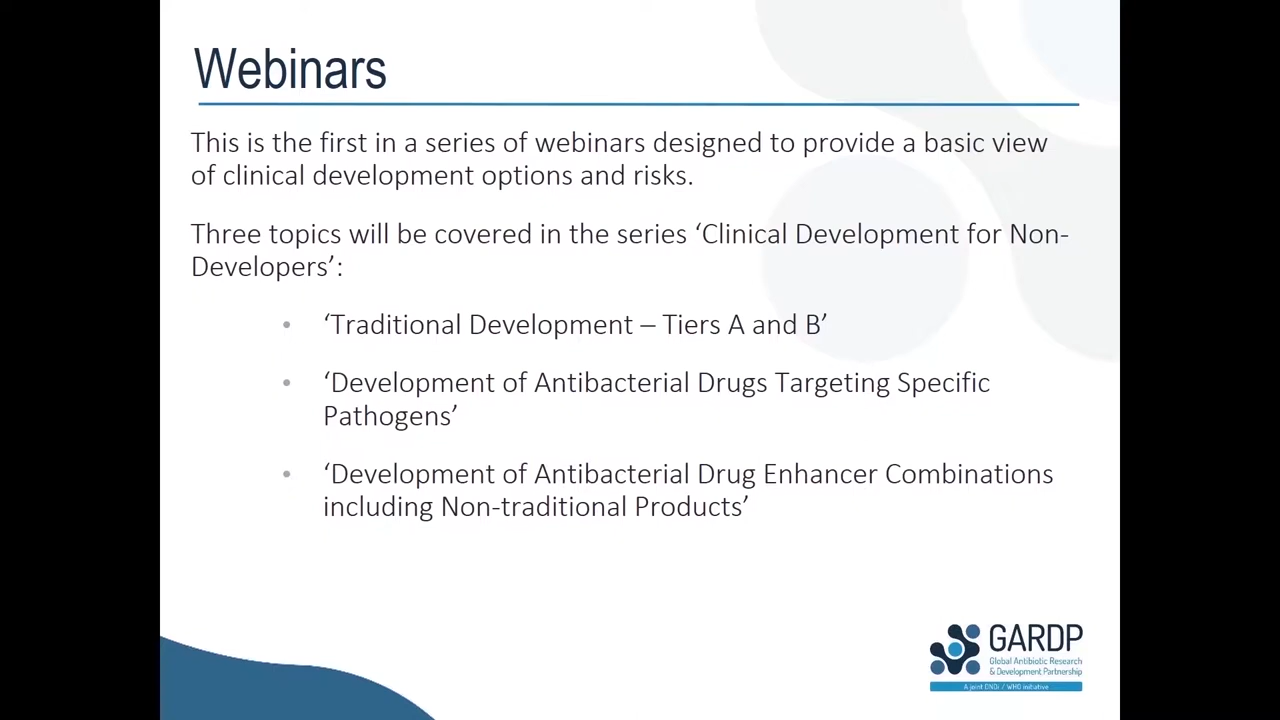 Webinars
This is the first in a series of webinars designed to provide a basic view
of clinical development options and risks.
Three topics will be covered in the series ‘Clinical Development for Non-
Developers’:
• ‘Traditional Development – Tiers A and B’
• ‘Development of Antibacterial Drugs Targeting Specific
Pathogens’
• ‘Development of Antibacterial Drug Enhancer Combinations
including Non-traditional Products’
GARDP
Global Antibiotic Research
& Development Partnership
A joint DNDi / WHO initiative